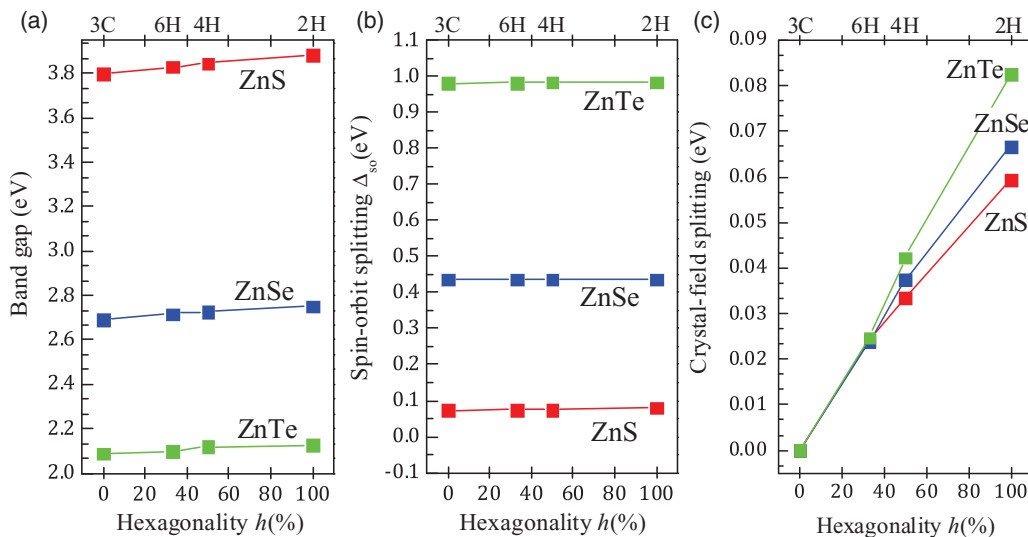 (a)
3C 6H 4H 2H
3.8
3.6
3.4
3.2
3.0
2.8
2.6
2.4
2.2
2.0
Band gap (eV)
ZnS
ZnSe
ZnTe
0 20 40 60 80 100
Hexagonality h(%)
(b)
3C 6H 4H 2H
1.1
1.0
0.9
0.8
0.7
0.6
0.5
0.4
0.3
0.2
0.1
0.0
-0.1
Spin-orbit splitting Δso(eV)
ZnTe
ZnSe
ZnS
0 20 40 60 80 100
Hexagonality h(%)
(c)
3C 6H 4H 2H
0.09
0.08
0.07
0.06
0.05
0.04
0.03
0.02
0.01
0.00
Crystal-field splitting (eV)
ZnTe
ZnSe
ZnS
0 20 40 60 80 100
Hexagonality h(%)